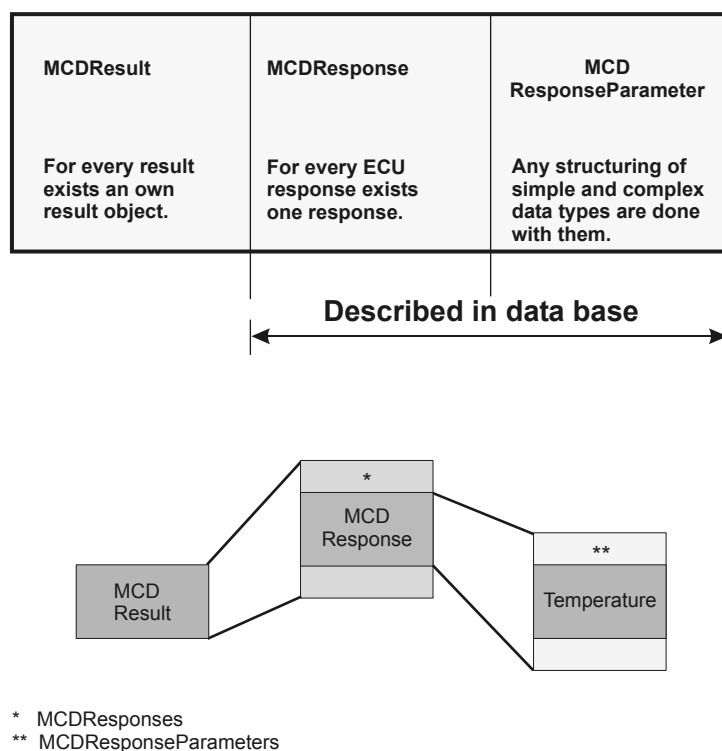 MCDResult
For every result
exists an own
result object.
MCDResponse
For every ECU
response exists
one response.
MCD
ResponseParameter
Any structuring of
simple and complex
data types are done
with them.
Described in data base
MCD
Result
*
MCD
Response
**
Temperature
* MCDResponses
** MCDResponseParameters